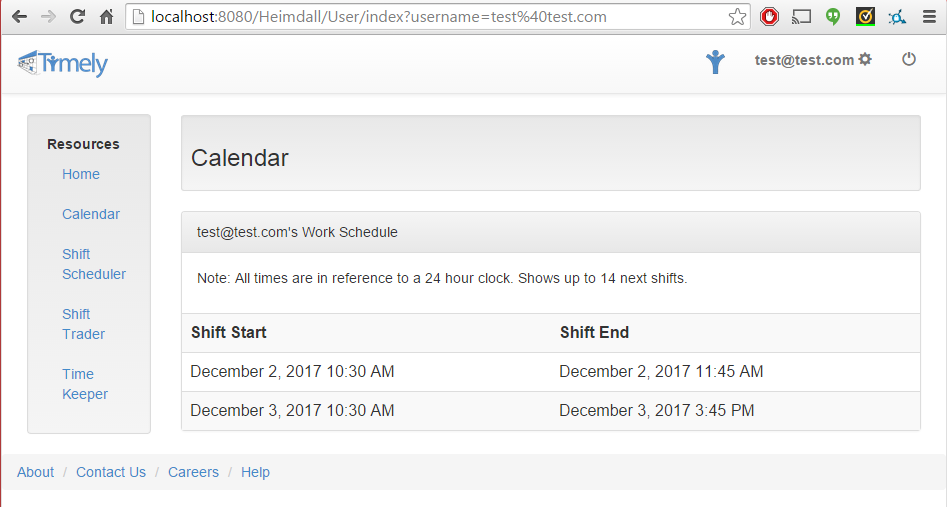 localhost:8080/Heimdall/User/index?username=test%40test.com
Timely
test@test.com
Resources
Home
Calendar
Shift
Scheduler
Shift
Trader
Time
Keeper
Calendar
test@test.com's Work Schedule
Note: All times are in reference to a 24 hour clock. Shows up to 14 next shifts.
Shift Start Shift End
December 2, 2017 10:30 AM December 2, 2017 11:45 AM
December 3, 2017 10:30 AM December 3, 2017 3:45 PM
About / Contact Us / Careers / Help